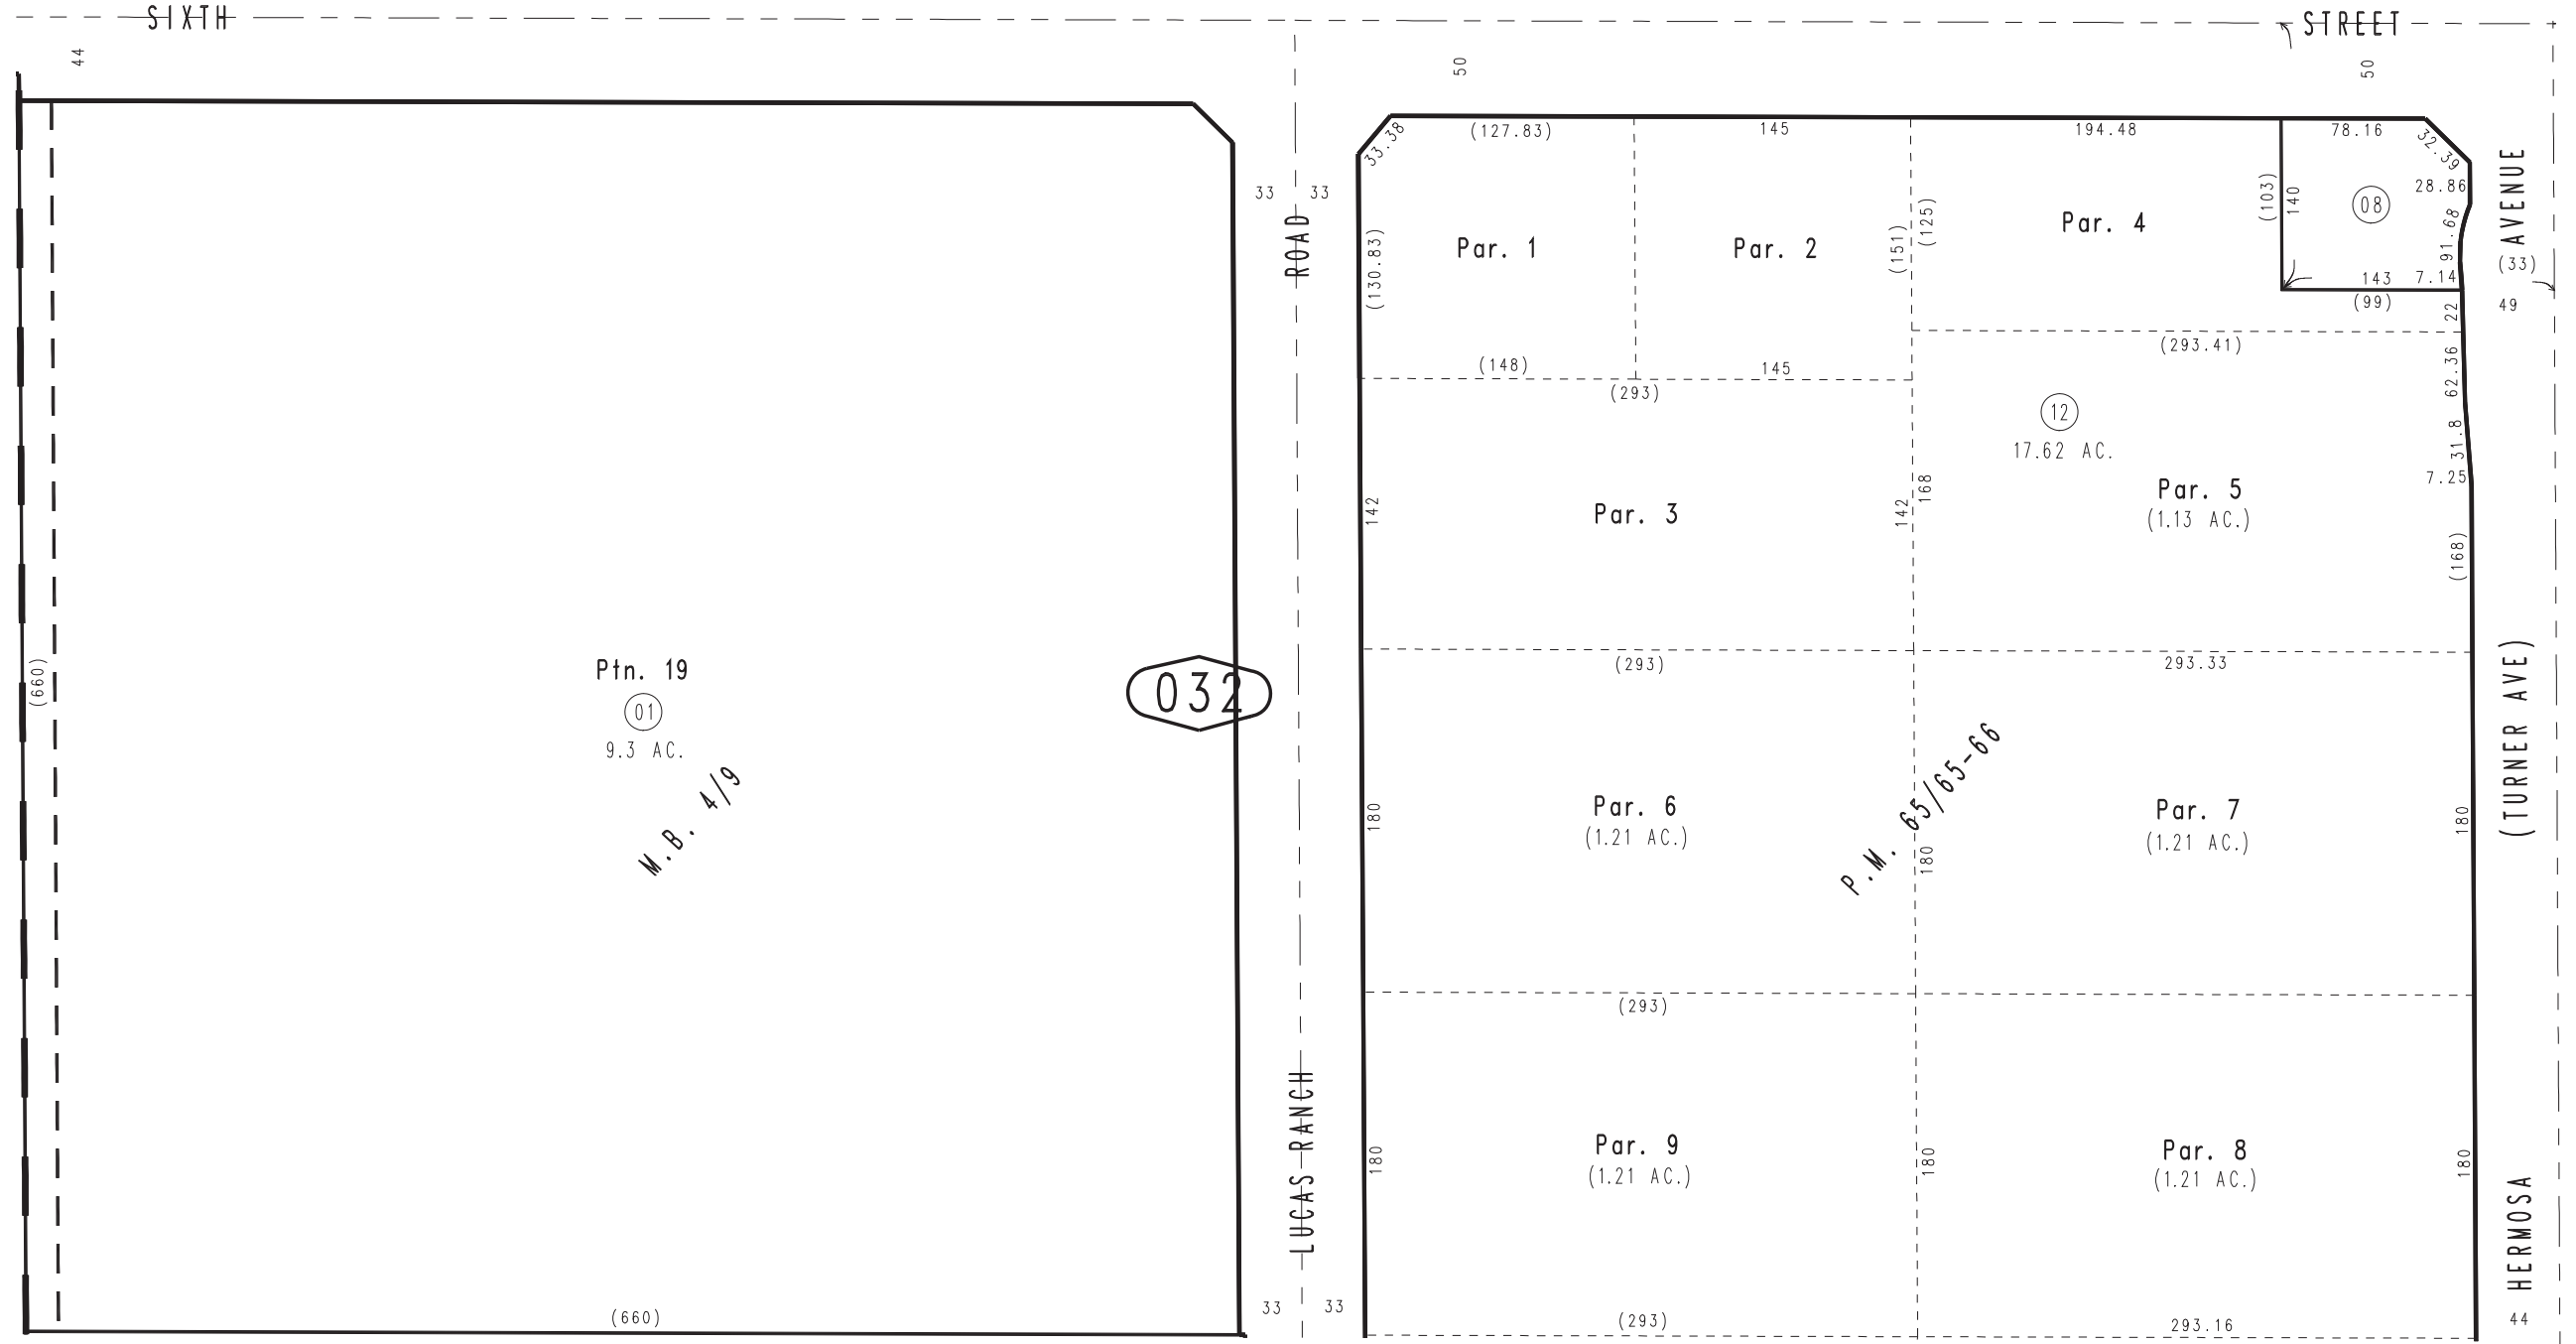 SIXTH
STREET
44
50
50
(127.83)
145
194.48
78.16
33.38
32.39
33
33
ROAD
AVENUE
(33)
49
28.86
91.68
08
(103)
140
143
7.14
(99)
22
(130.83)
Par. 1
Par. 2
(151)
(125)
Par. 4
(148)
145
(293)
(293.41)
62.36
31.8
7.25
12
17.62 AC.
142
Par. 3
142
168
Par. 5
(1.13 AC.)
(168)
(293)
293.33
(660)
Ptn. 19
01
9.3 AC.
M.B. 4/9
032
180
Par. 6
(1.21 AC.)
P.M. 65/65-66
180
Par. 7
(1.21 AC.)
180
(TURNER AVE)
(293)
LUCAS RANCH
180
Par. 9
(1.21 AC.)
180
Par. 8
(1.21 AC.)
180
HERMOSA
(660)
33
33
(293)
293.16
44